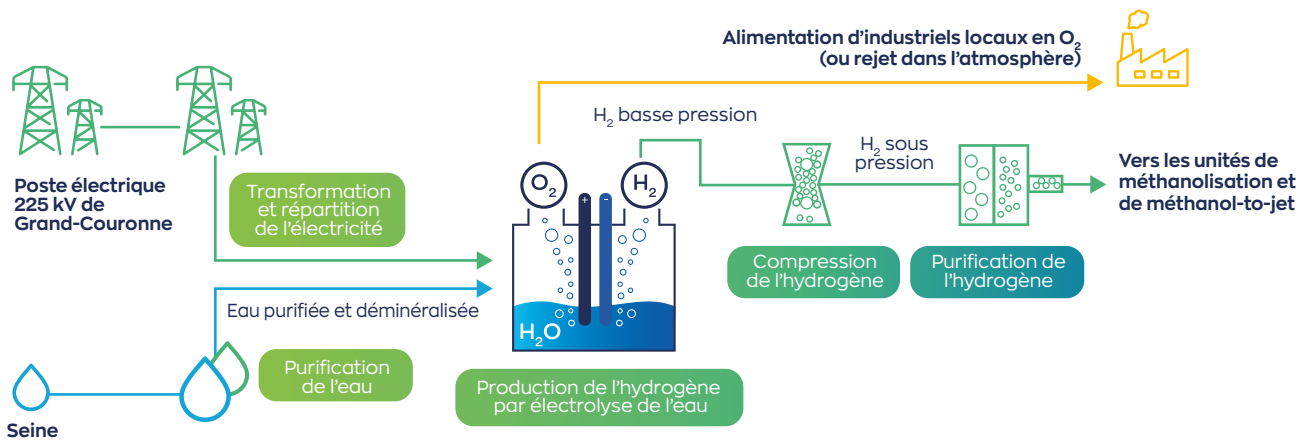 Alimentation d'industriels locaux en O₂
(ou rejet dans l'atmosphère)
H₂ basse pression
H₂ sous
pression
Vers les unités de
méthanolisation et
de méthanol-to-jet
Poste électrique
225 kV de
Grand-Couronne
Transformation
et répartition
de l'électricité
O₂
H₂
+
-
Compression
de l'hydrogène
Purification de
l'hydrogène
Eau purifiée et déminéralisée
H₂O
Purification
de l'eau
Production de l'hydrogène
par électrolyse de l'eau
Seine